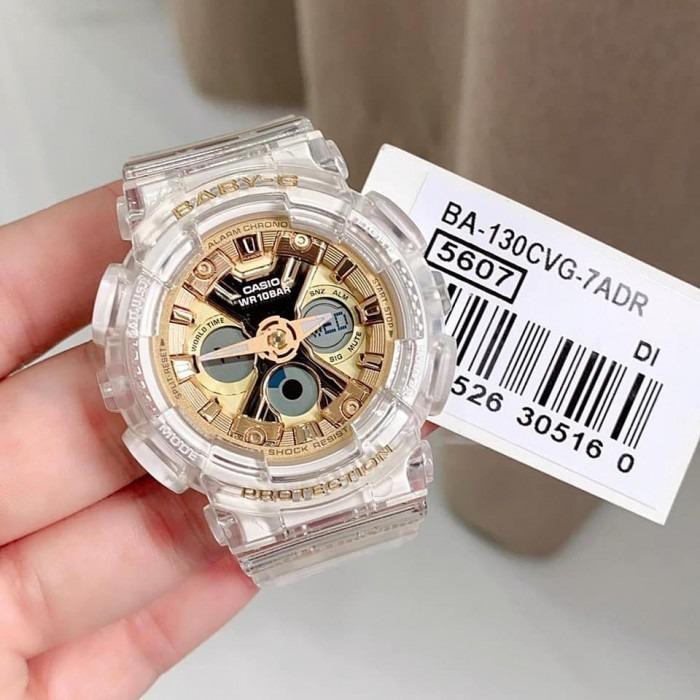 BABY-G
ALARM CHRONO
CASIO
WR10BAR
SNZ ALM
START·STOP
WORLD TIME
WED
SIG MUTE
SPLIT·RESET
MODE
SHOCK RESIST
PROTECTION
BA-130CVG-7ADR
5607
DI
526 30516 0